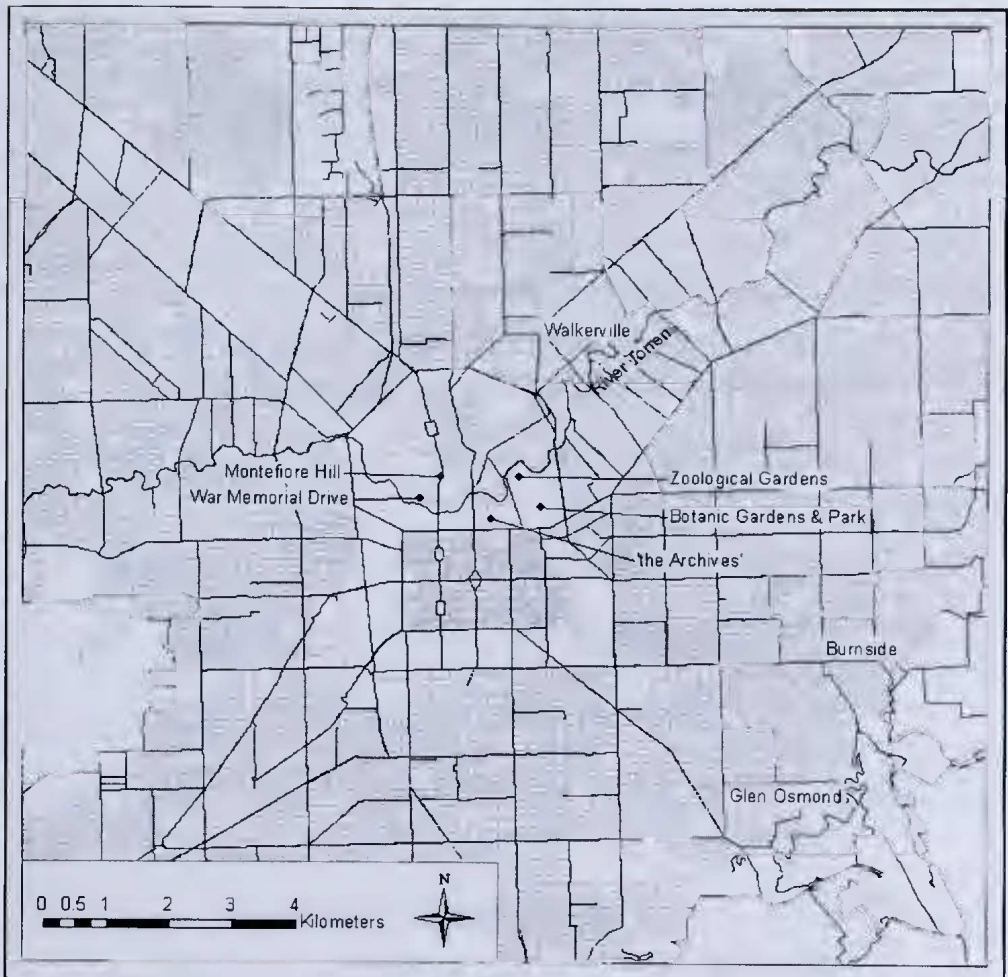 Walkerville
River Torrens
Montefiore Hill
Zoological Gardens
War Memorial Drive
Botanic Gardens & Park
'the Archives'
Burnside
Glen Osmond
N
0 0.5 1 2 3 4
Kilometers